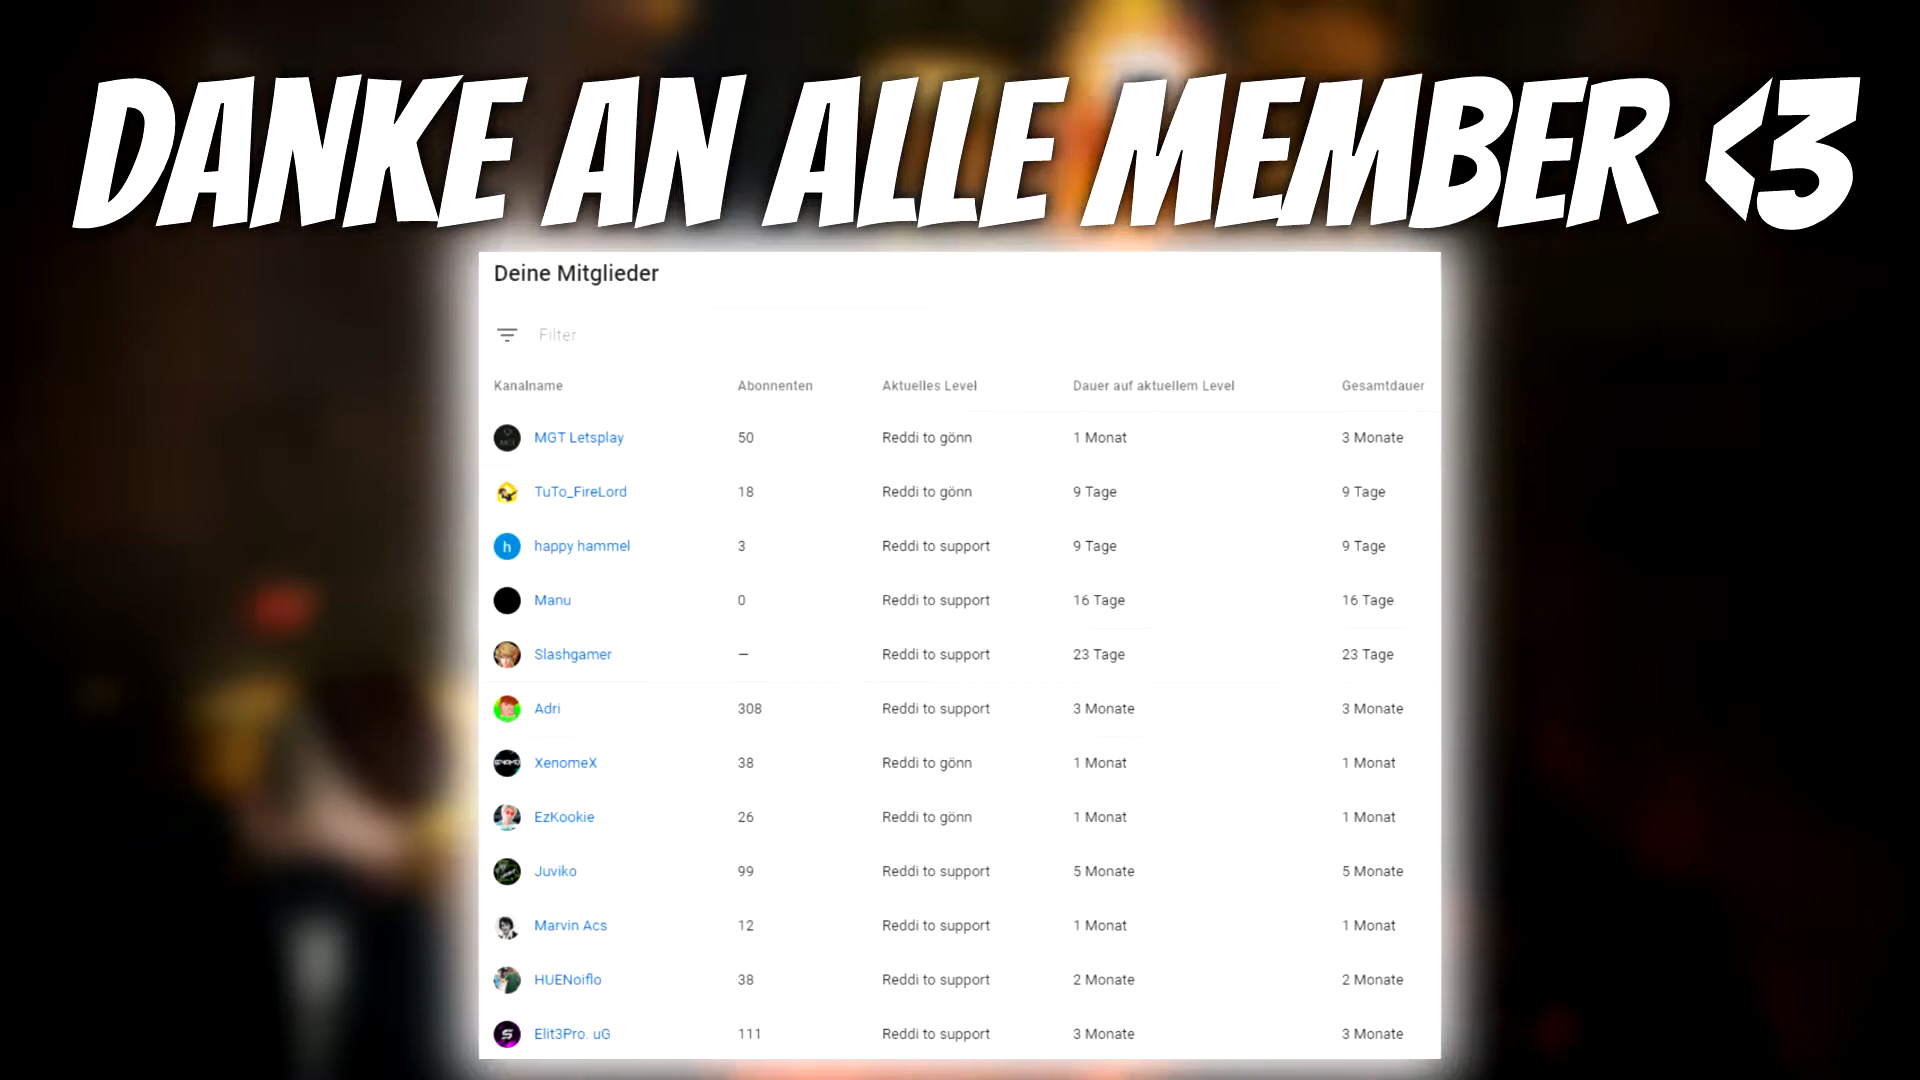 DANKE AN ALLE MEMBER <3
Deine Mitglieder
Filter
Kanalname Abonnenten Aktuelles Level Dauer auf aktuellem Level Gesamtdauer
MGT Letsplay 50 Reddi to gönn 1 Monat 3 Monate
TuTo_FireLord 18 Reddi to gönn 9 Tage 9 Tage
h happy hammel 3 Reddi to support 9 Tage 9 Tage
Manu 0 Reddi to support 16 Tage 16 Tage
Slashgamer – Reddi to support 23 Tage 23 Tage
Adri 308 Reddi to support 3 Monate 3 Monate
XenomeX 38 Reddi to gönn 1 Monat 1 Monat
EzKookie 26 Reddi to gönn 1 Monat 1 Monat
Juviko 99 Reddi to support 5 Monate 5 Monate
Marvin Acs 12 Reddi to support 1 Monat 1 Monat
HUENoiflo 38 Reddi to support 2 Monate 2 Monate
Elit3Pro. uG 111 Reddi to support 3 Monate 3 Monate